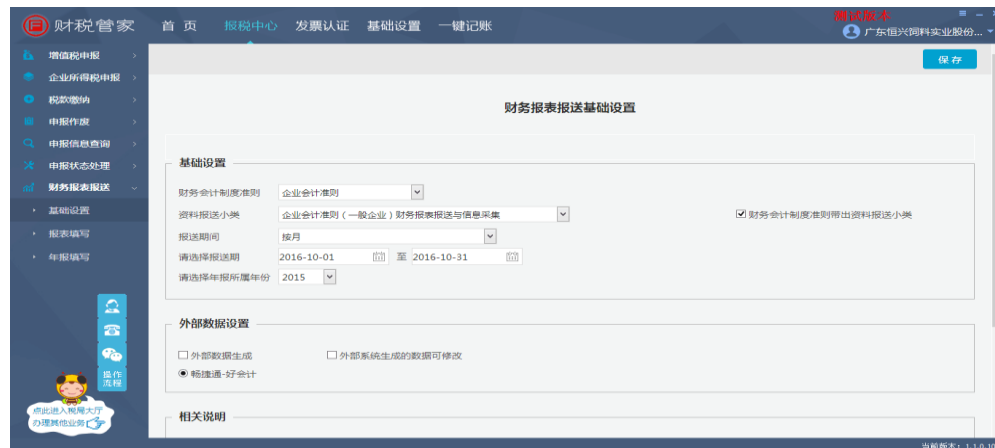 财税管家 首 页 报税中心 发票认证 基础设置 一键记账 测试版本
广东恒兴饲料实业股份...
增值税申报
企业所得税申报
税款缴纳
申报作废
申报信息查询
申报状态处理
财务报表报送
基础设置
报表填写
年报填写
操作
流程
点此进入税局大厅
办理其他业务
保 存
财务报表报送基础设置
基础设置
财务会计制度准则 企业会计准则
资料报送小类 企业会计准则（一般企业）财务报表报送与信息采集 财务会计制度准则带出资料报送小类
报送期间 按月
请选择报送期 2016-10-01 至 2016-10-31
请选择年报所属年份 2015
外部数据设置
外部数据生成 外部系统生成的数据可修改
畅捷通-好会计
相关说明
当前版本：1.1.0.10